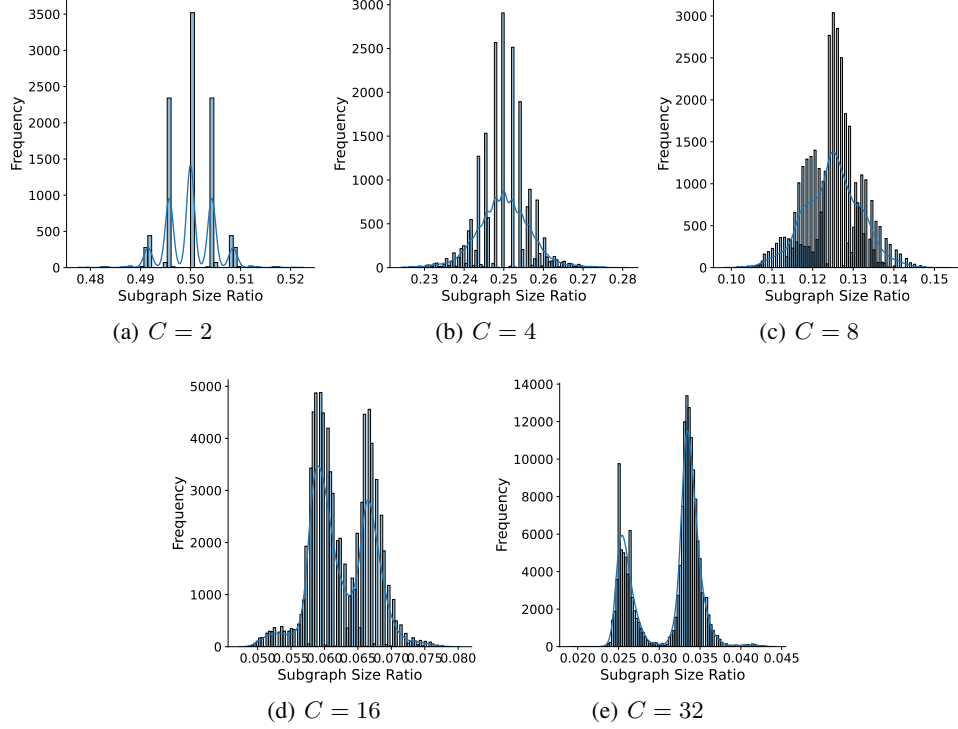 3500
3000
2500
2000
1500
1000
500
0
Frequency
0.48 0.49 0.50 0.51 0.52
Subgraph Size Ratio
(a) C = 2
3000
2500
2000
1500
1000
500
0
Frequency
0.23 0.24 0.25 0.26 0.27 0.28
Subgraph Size Ratio
(b) C = 4
3000
2500
2000
1500
1000
500
0
Frequency
0.10 0.11 0.12 0.13 0.14 0.15
Subgraph Size Ratio
(c) C = 8
5000
4000
3000
2000
1000
0
Frequency
0.050 0.055 0.060 0.065 0.070 0.075 0.080
Subgraph Size Ratio
(d) C = 16
14000
12000
10000
8000
6000
4000
2000
0
Frequency
0.020 0.025 0.030 0.035 0.040 0.045
Subgraph Size Ratio
(e) C = 32